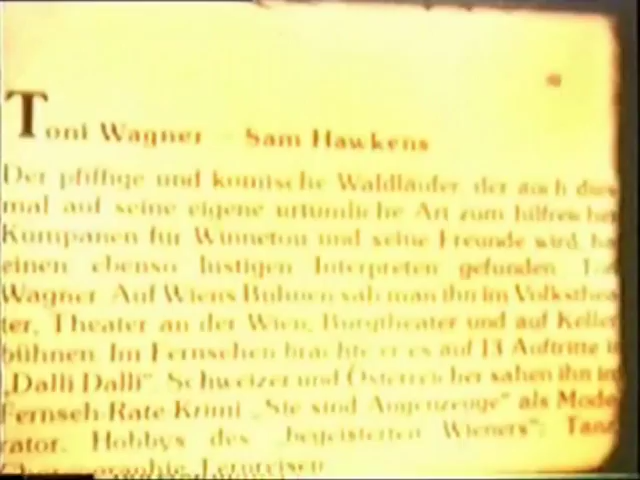 Toni Wagner - Sam Hawkens
Der pfiffige und komische Waldläufer, der auch dies
mal auf seine eigene urtümliche Art zum hilfreichen
Kumpanen für Winnetou und seine Freunde wird, ha
einen ebenso lustigen Interpreten gefunden.
Wagner. Auf Wiens Bühnen sah man ihn im Volksthea
ter, Theater an der Wien, Burgtheater und auf Keller
bühnen. Im Fernsehen brachte er es auf 13 Auftritte i
„Dalli Dalli“. Schweizer und Österreicher sahen ihn im
Fernseh-Rate-Krimi „Sie sind Augenzeuge“ als Mode
rator. Hobbys des „begeisterten Wieners“: Tanz
Fernreisen